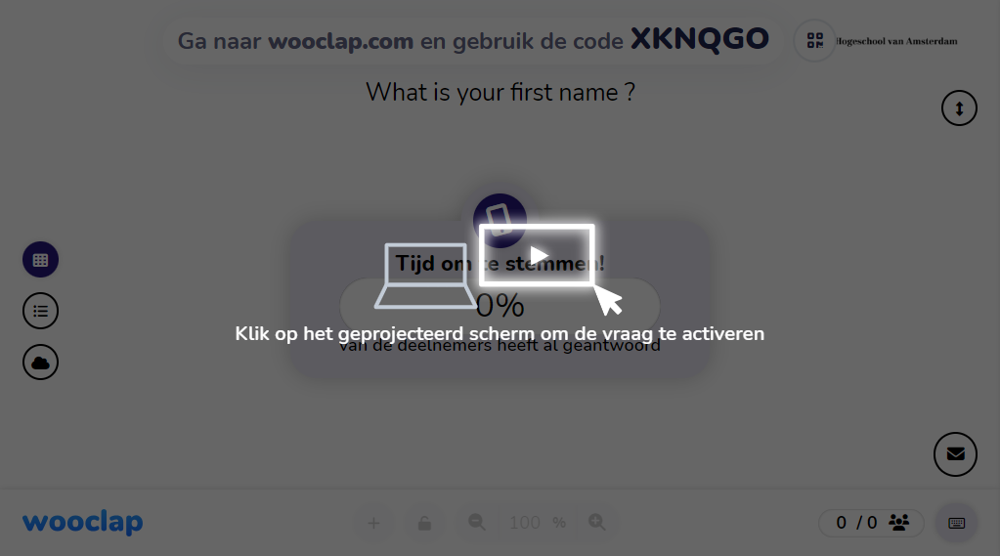 Ga naar wooclap.com en gebruik de code XKNQGO
Hogeschool van Amsterdam
What is your first name ?
Tijd om te stemmen!
0%
Klik op het geprojecteerd scherm om de vraag te activeren
van de deelnemers heeft al geantwoord
wooclap
+ 100 % 0 / 0